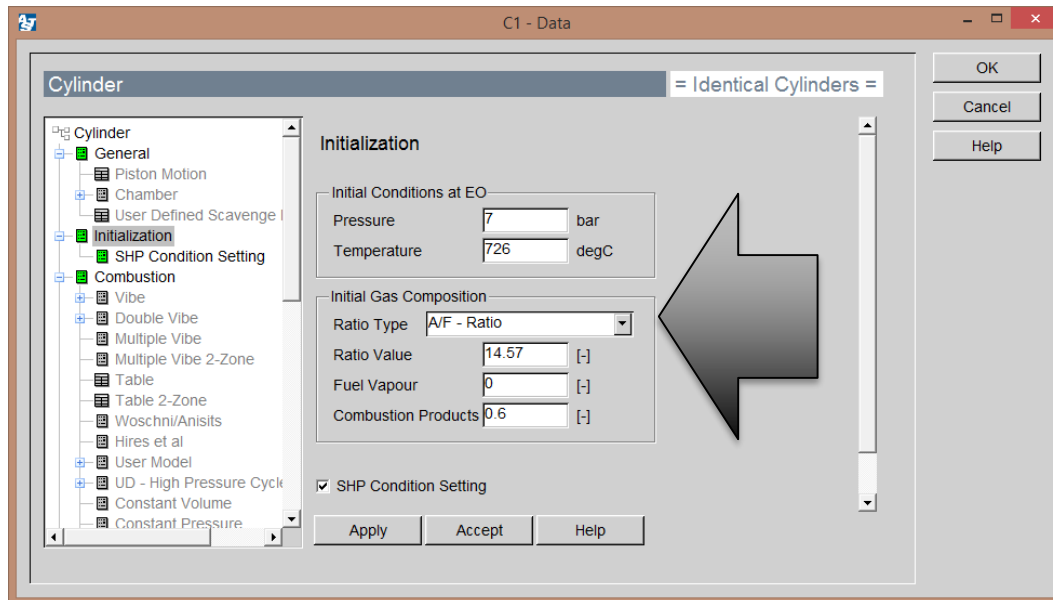 C1 - Data
Cylinder
= Identical Cylinders =
OK
Cancel
Help
Cylinder
General
Piston Motion
Chamber
User Defined Scavenge
Initialization
SHP Condition Setting
Combustion
Vibe
Double Vibe
Multiple Vibe
Multiple Vibe 2-Zone
Table
Table 2-Zone
Woschni/Anisits
Hires et al
User Model
UD - High Pressure Cycle
Constant Volume
Constant Pressure
Initialization
Initial Conditions at EO
Pressure 7 bar
Temperature 726 degC
Initial Gas Composition
Ratio Type A/F - Ratio
Ratio Value 14.57 [-]
Fuel Vapour 0 [-]
Combustion Products 0.6 [-]
SHP Condition Setting
Apply Accept Help